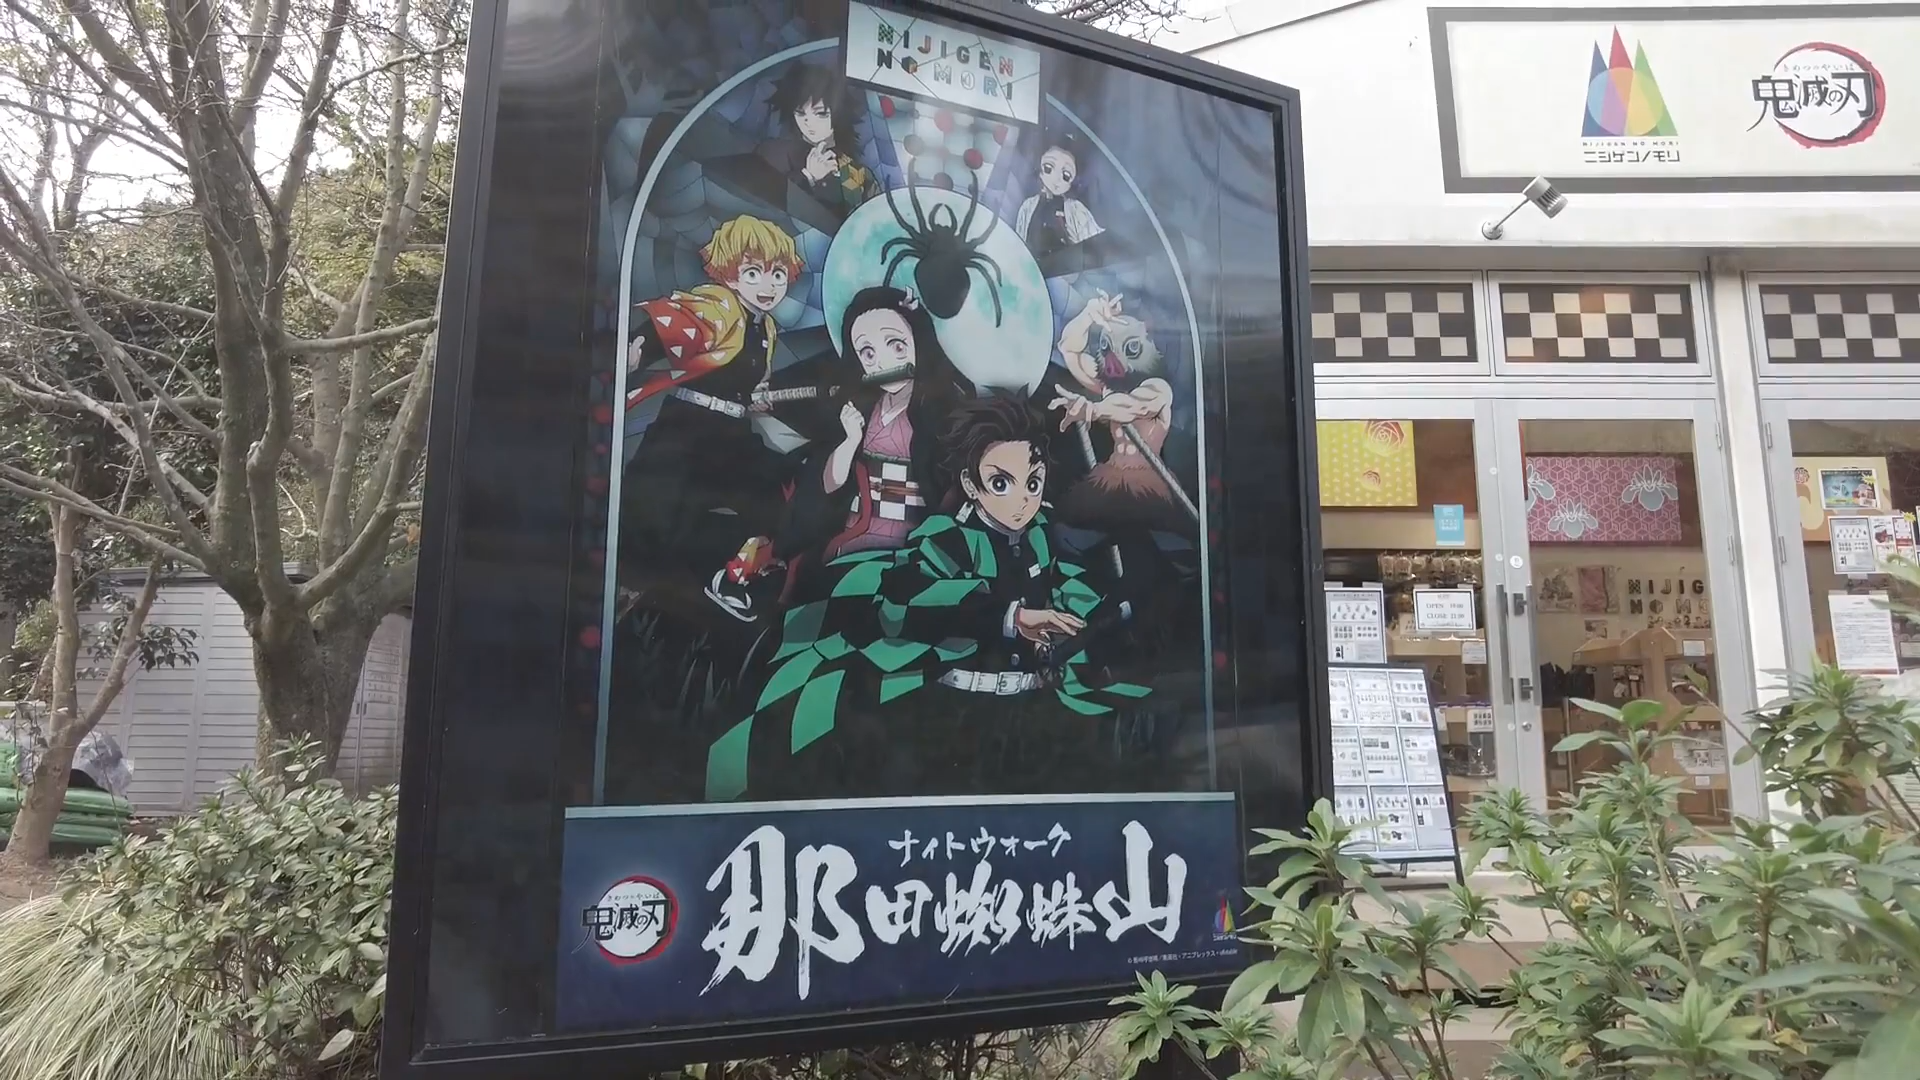 NIJIGEN
NO MORI
きめつのやいば
鬼滅の刃
ナイトウォーク
那田蜘蛛山
NIJIGEN NO MORI
ニジゲンノモリ
きめつのやいば
鬼滅の刃
OPEN
CLOSE
NIJIG
NO MO